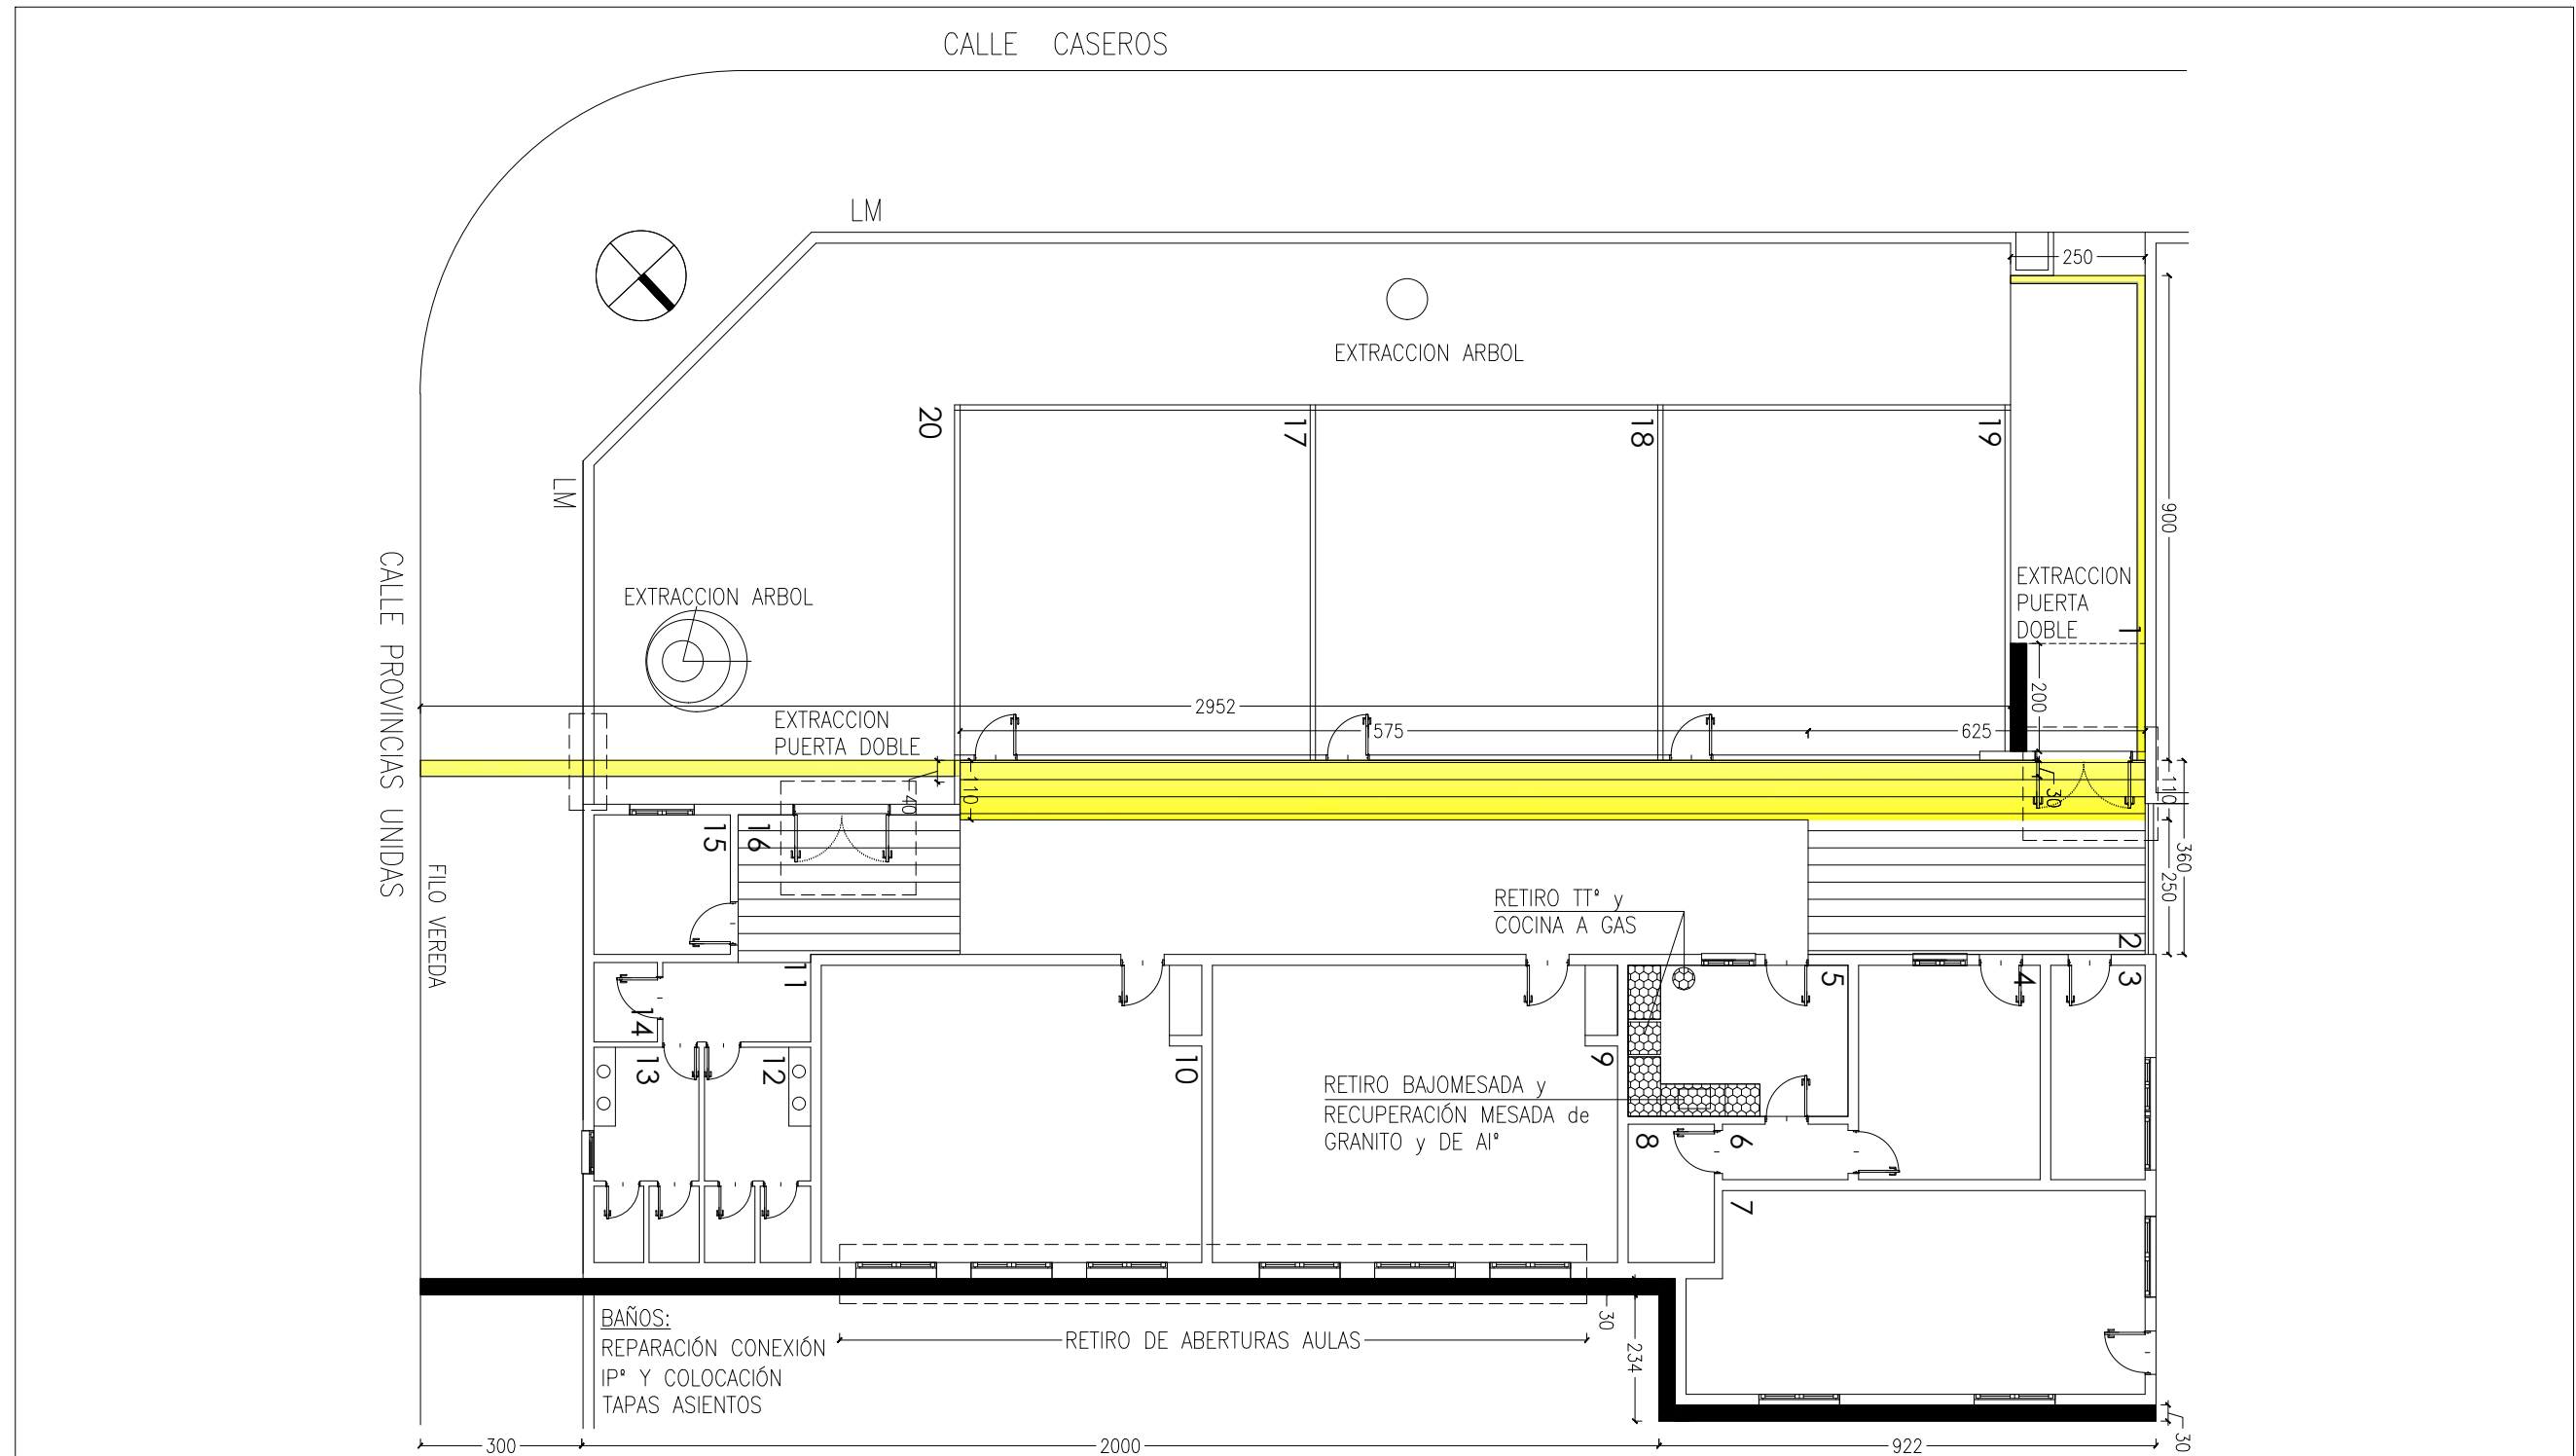 CALLE CASEROS
LM
250
EXTRACCION ARBOL
900
20
17
18
19
LM
CALLE PROVINCIAS UNIDAS
EXTRACCION
PUERTA
DOBLE
1
EXTRACCION ARBOL
200
2952
EXTRACCION
PUERTA DOBLE
575
625
40
110
30
110
360
250
15
16
FILO VEREDA
RETIRO TTº y
COCINA A GAS
2
11
5
4
3
14
13
12
10
9
RETIRO BAJOMESADA y
RECUPERACIÓN MESADA de
GRANITO y DE AIº
8
6
7
BAÑOS:
REPARACIÓN CONEXIÓN
IPº Y COLOCACIÓN
TAPAS ASIENTOS
RETIRO DE ABERTURAS AULAS
30
234
300
2000
922
30